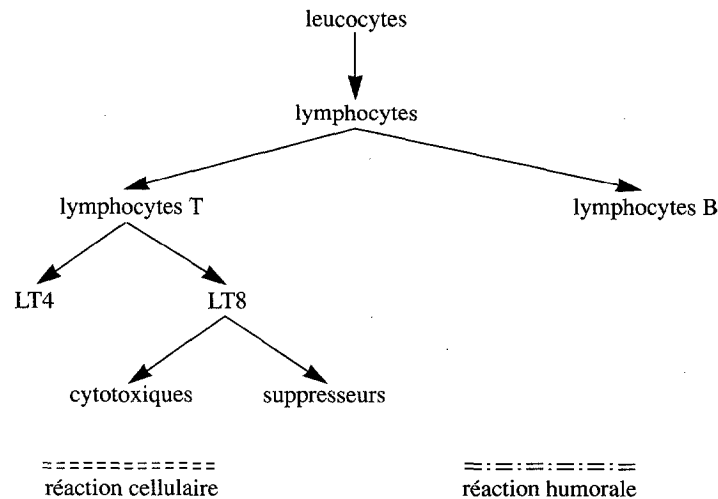 leucocytes
lymphocytes
lymphocytes T
lymphocytes B
LT4
LT8
cytotoxiques
suppresseurs
réaction cellulaire
réaction humorale